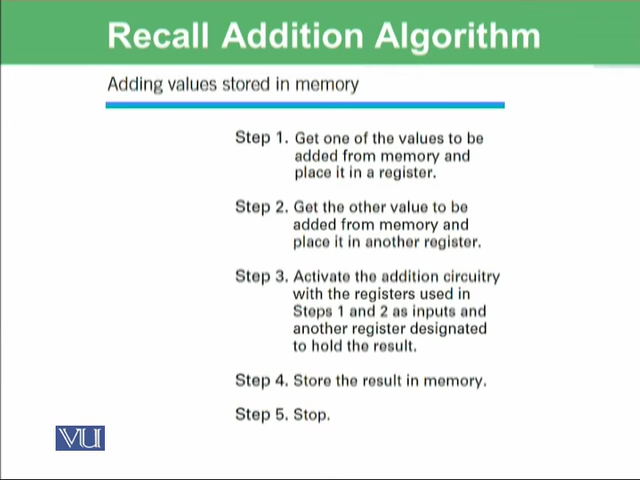 Recall Addition Algorithm
Adding values stored in memory
Step 1. Get one of the values to be
added from memory and
place it in a register.
Step 2. Get the other value to be
added from memory and
place it in another register.
Step 3. Activate the addition circuitry
with the registers used in
Steps 1 and 2 as inputs and
another register designated
to hold the result.
Step 4. Store the result in memory.
Step 5. Stop.
VU